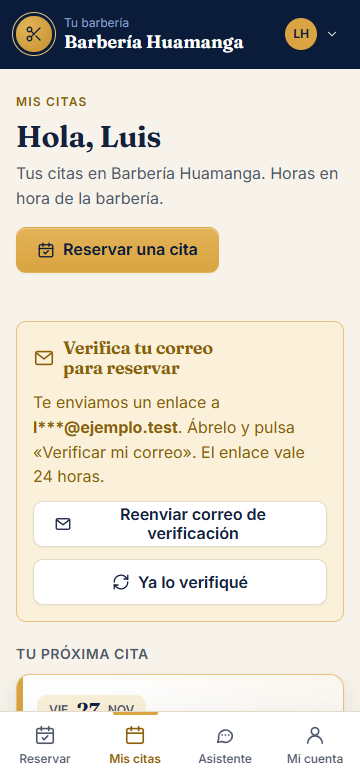 Tu barbería
Barbería Huamanga
LH
MIS CITAS
Hola, Luis
Tus citas en Barbería Huamanga. Horas en
hora de la barbería.
Reservar una cita
Verifica tu correo
para reservar
Te enviamos un enlace a
l***@ejemplo.test. Ábrelo y pulsa
«Verificar mi correo». El enlace vale
24 horas.
Reenviar correo de
verificación
Ya lo verifiqué
TU PRÓXIMA CITA
VIE 27 NOV
Reservar
Mis citas
Asistente
Mi cuenta